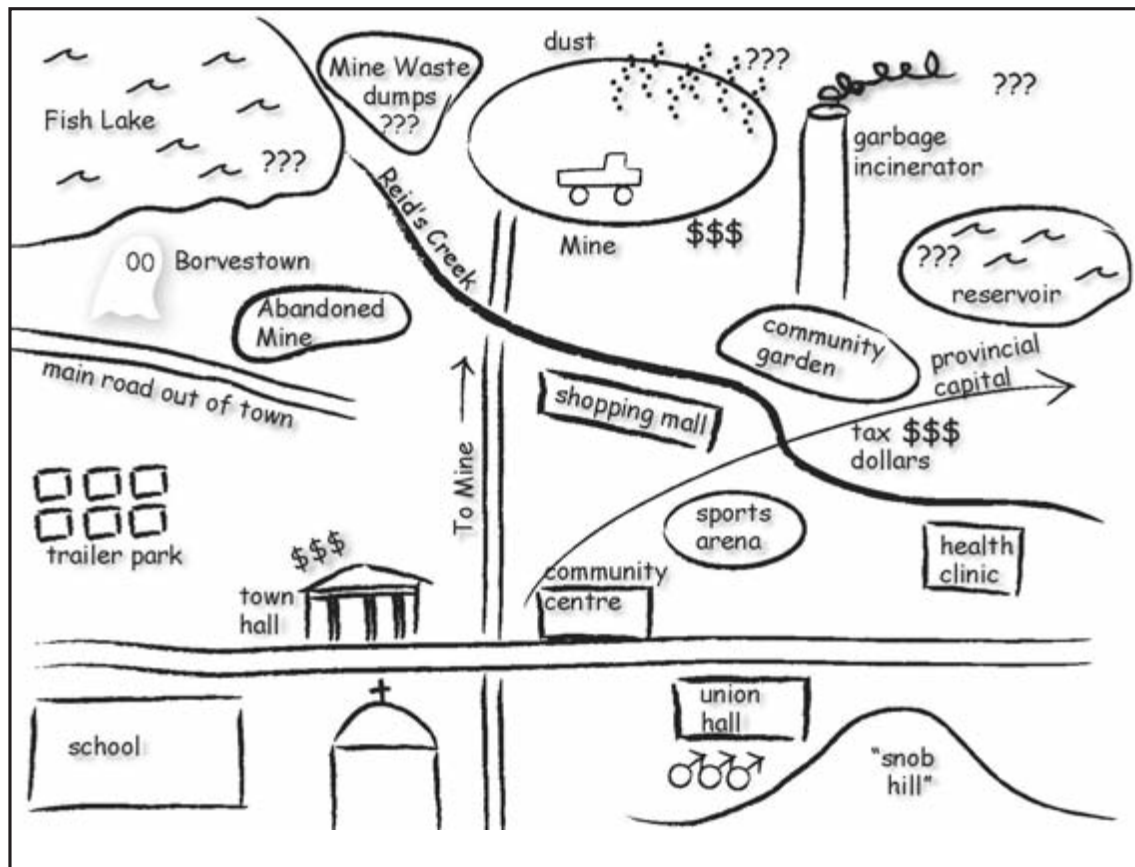 dust
???
Mine Waste
dumps
???
???
Fish Lake
???
garbage
incinerator
Reid's Creek
Mine
$$$
???
reservoir
OO Borvestown
Abandoned
Mine
community
garden
provincial
capital
main road out of town
shopping mall
tax $$$
dollars
To Mine
sports
arena
trailer park
$$$
town
hall
community
centre
health
clinic
school
union
hall
"snob
hill"